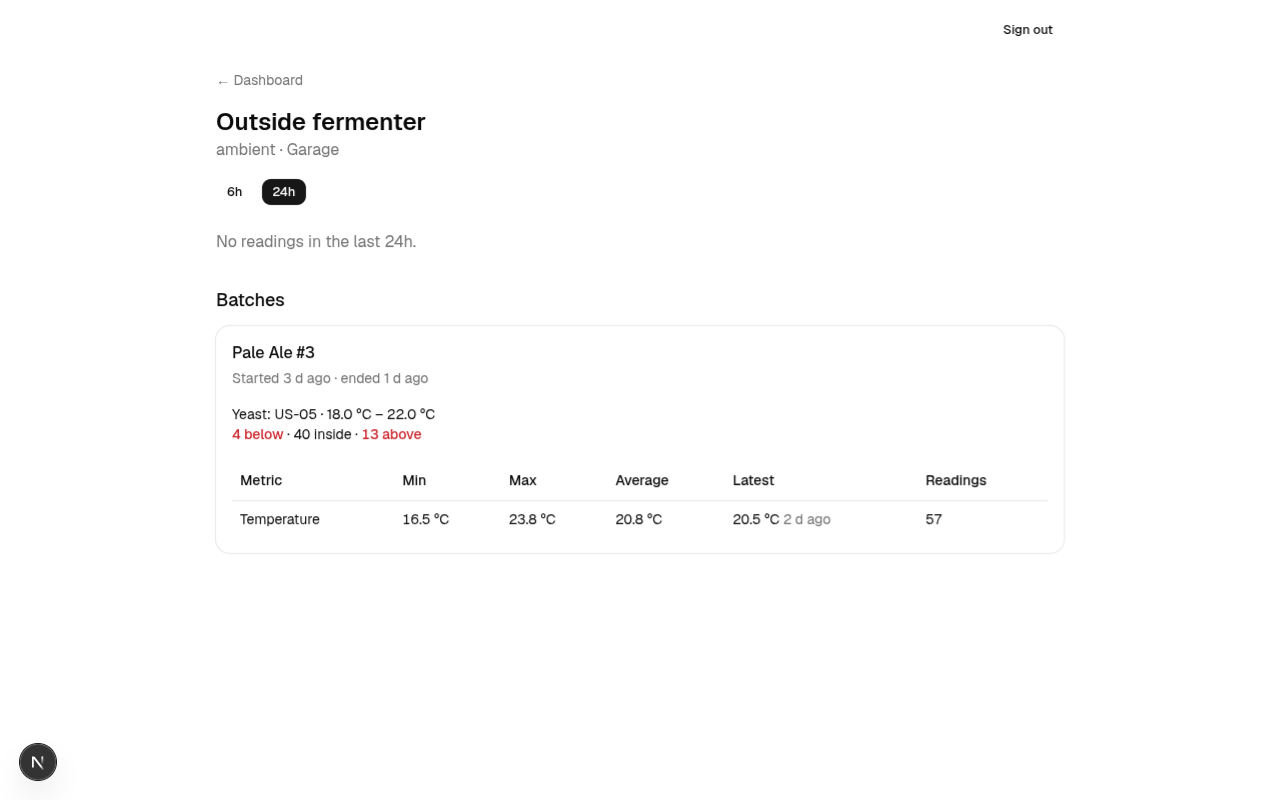 Sign out
← Dashboard
Outside fermenter
ambient · Garage
6h 24h
No readings in the last 24h.
Batches
Pale Ale #3
Started 3 d ago · ended 1 d ago
Yeast: US-05 · 18.0 °C – 22.0 °C
4 below · 40 inside · 13 above
Metric Min Max Average Latest Readings
Temperature 16.5 °C 23.8 °C 20.8 °C 20.5 °C 2 d ago 57
N